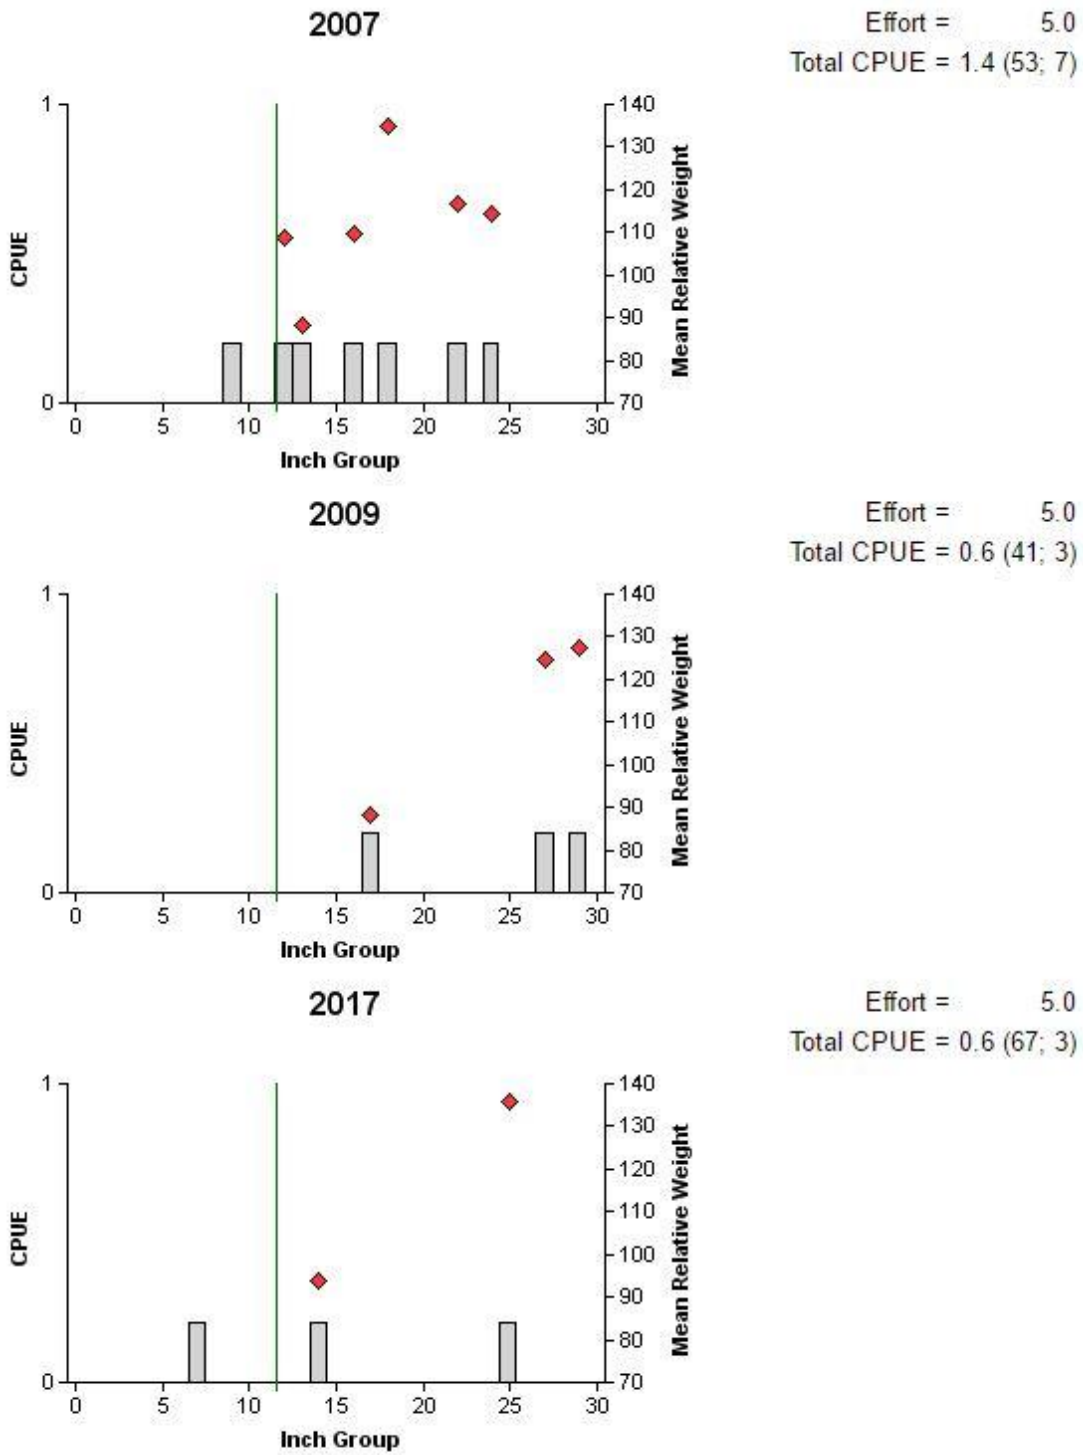 2007
Effort = 5.0
Total CPUE = 1.4 (53; 7)
1
140
130
120
110
100
90
80
70
0
CPUE
Mean Relative Weight
0 5 10 15 20 25 30
Inch Group
2009
Effort = 5.0
Total CPUE = 0.6 (41; 3)
1
140
130
120
110
100
90
80
70
0
CPUE
Mean Relative Weight
0 5 10 15 20 25 30
Inch Group
2017
Effort = 5.0
Total CPUE = 0.6 (67; 3)
1
140
130
120
110
100
90
80
70
0
CPUE
Mean Relative Weight
0 5 10 15 20 25 30
Inch Group